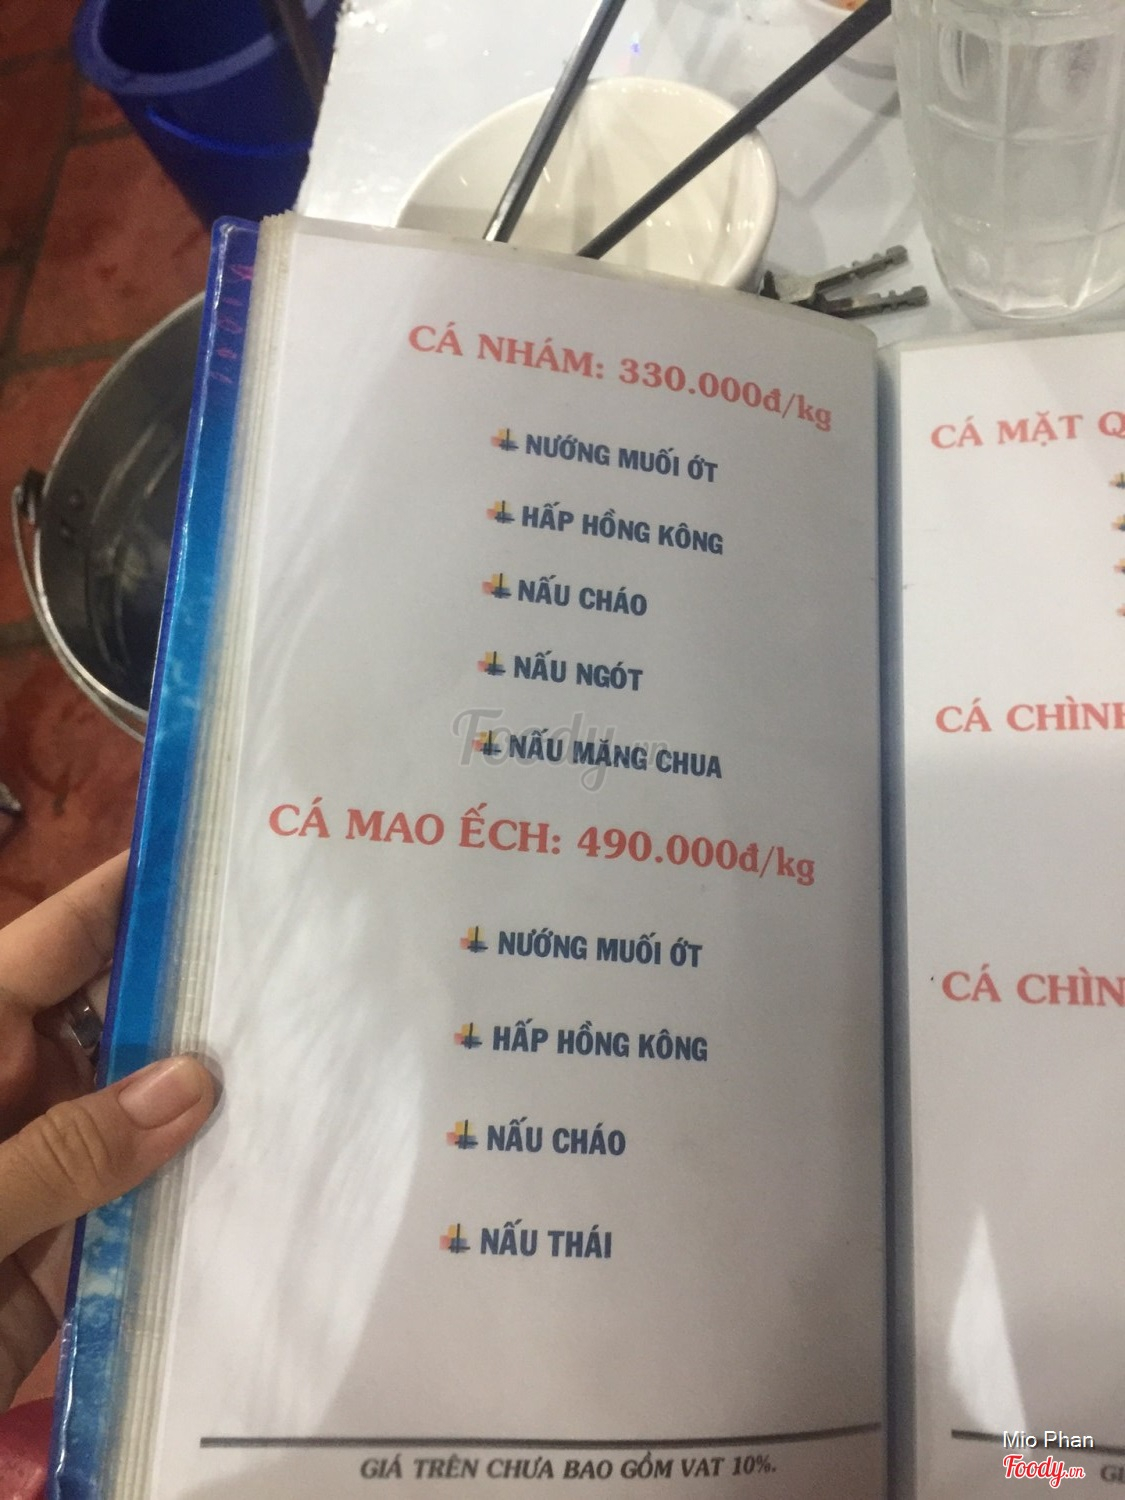 CÁ NHÁM: 330.000đ/kg
NƯỚNG MUỐI ỚT
HẤP HỒNG KÔNG
NẤU CHÁO
NẤU NGÓT
NẤU MĂNG CHUA
CÁ MAO ẾCH: 490.000đ/kg
NƯỚNG MUỐI ỚT
HẤP HỒNG KÔNG
NẤU CHÁO
NẤU THÁI
GIÁ TRÊN CHƯA BAO GỒM VAT 10%.
CÁ MẶT
CÁ CHÌNH
CÁ
Foody.vn
Mio Phan
Foody.vn